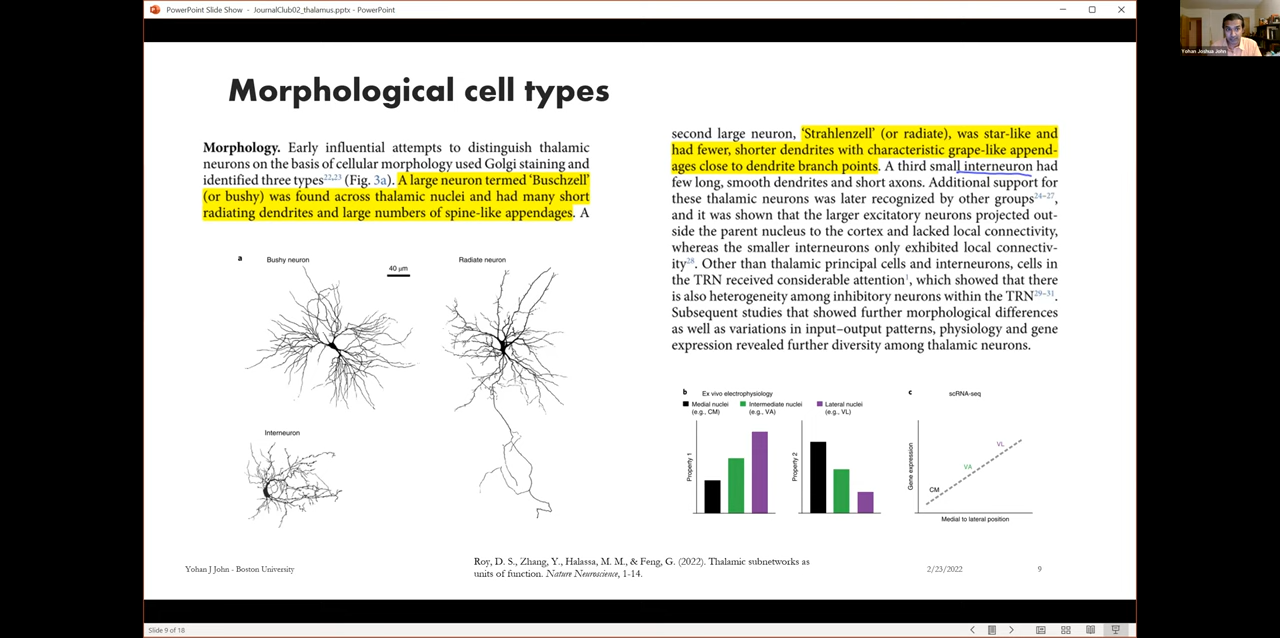 PowerPoint Slide Show - JournalClub02_thalamus.pptx - PowerPoint
Yohan Joshua John
Morphological cell types
Morphology. Early influential attempts to distinguish thalamic
neurons on the basis of cellular morphology used Golgi staining and
identified three types22,23 (Fig. 3a). A large neuron termed ‘Buschzell’
(or bushy) was found across thalamic nuclei and had many short
radiating dendrites and large numbers of spine-like appendages. A
second large neuron, ‘Strahlenzell’ (or radiate), was star-like and
had fewer, shorter dendrites with characteristic grape-like append-
ages close to dendrite branch points. A third small interneuron had
few long, smooth dendrites and short axons. Additional support for
these thalamic neurons was later recognized by other groups24–27,
and it was shown that the larger excitatory neurons projected out-
side the parent nucleus to the cortex and lacked local connectivity,
whereas the smaller interneurons only exhibited local connectiv-
ity28. Other than thalamic principal cells and interneurons, cells in
the TRN received considerable attention1, which showed that there
is also heterogeneity among inhibitory neurons within the TRN29–31.
Subsequent studies that showed further morphological differences
as well as variations in input–output patterns, physiology and gene
expression revealed further diversity among thalamic neurons.
a
Bushy neuron
40 μm
Radiate neuron
Interneuron
b
Ex vivo electrophysiology
Medial nuclei
(e.g., CM)
Intermediate nuclei
(e.g., VA)
Lateral nuclei
(e.g., VL)
Property 1
Property 2
c
scRNA-seq
Gene expression
CM
VA
VL
Medial to lateral position
Roy, D. S., Zhang, Y., Halassa, M. M., & Feng, G. (2022). Thalamic subnetworks as
units of function. Nature Neuroscience, 1-14.
Yohan J John - Boston University
2/23/2022
9
Slide 9 of 18